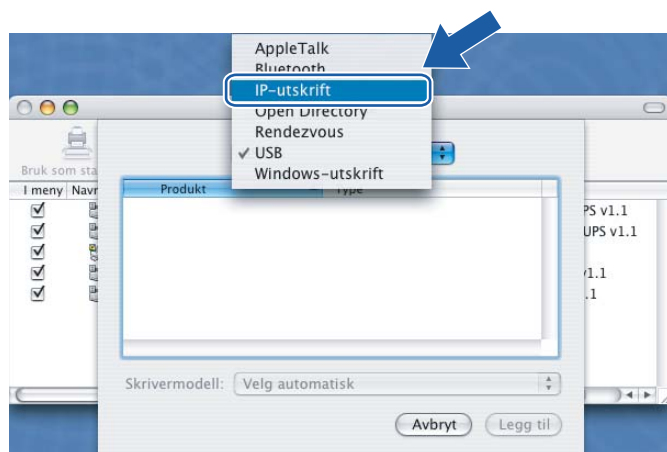 AppleTalk
Bluetooth
IP-utskrift
Open Directory
Rendezvous
✓ USB
Windows-utskrift
Bruk som sta
I meny Navr
Produkt
Type
PS v1.1
UPS v1.1
v1.1
.1
Skrivermodell: Velg automatisk
Avbryt Legg til